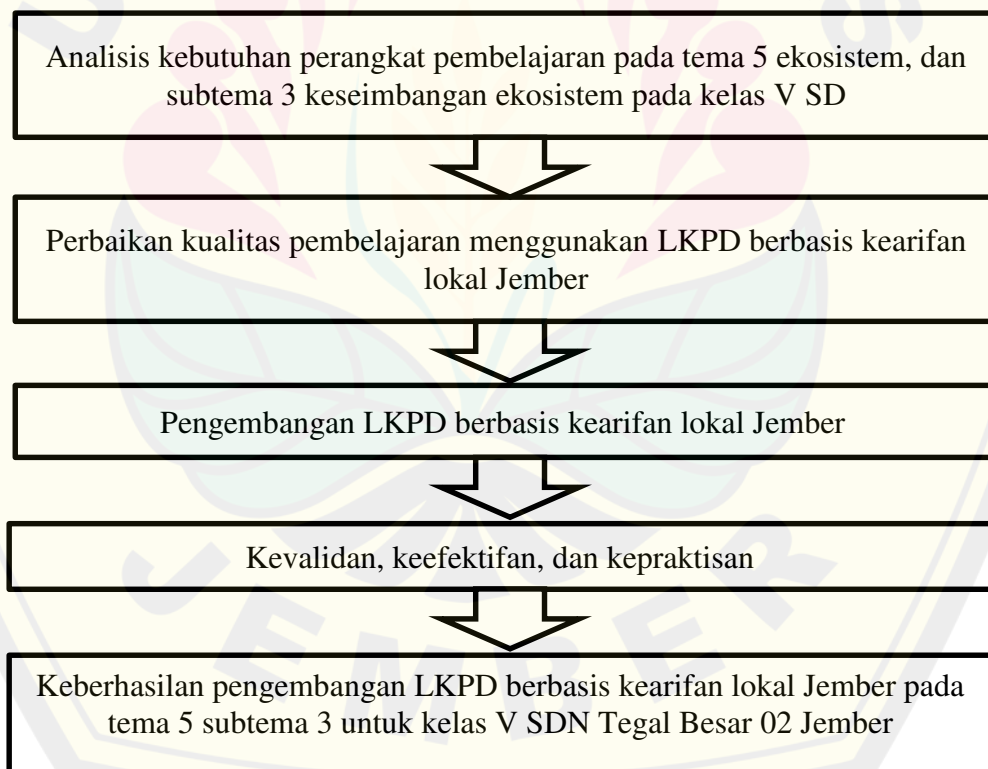 Analisis kebutuhan perangkat pembelajaran pada tema 5 ekosistem, dan
subtema 3 keseimbangan ekosistem pada kelas V SD
Perbaikan kualitas pembelajaran menggunakan LKPD berbasis kearifan
lokal Jember
Pengembangan LKPD berbasis kearifan lokal Jember
Kevalidan, keefektifan, dan kepraktisan
Keberhasilan pengembangan LKPD berbasis kearifan lokal Jember pada
tema 5 subtema 3 untuk kelas V SDN Tegal Besar 02 Jember
JEMBER